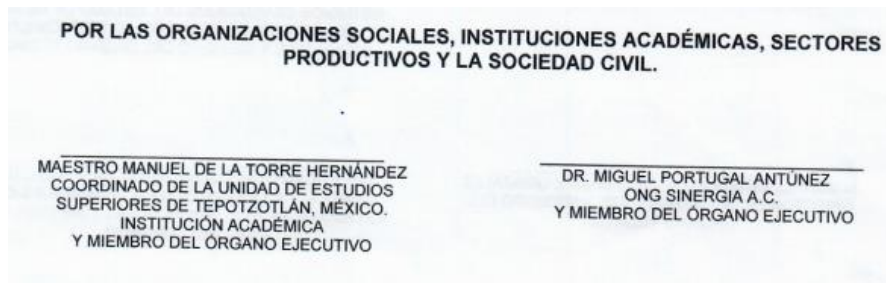 POR LAS ORGANIZACIONES SOCIALES, INSTITUCIONES ACADÉMICAS, SECTORES
PRODUCTIVOS Y LA SOCIEDAD CIVIL.
MAESTRO MANUEL DE LA TORRE HERNÁNDEZ
COORDINADO DE LA UNIDAD DE ESTUDIOS
SUPERIORES DE TEPOTZOTLÁN, MÉXICO.
INSTITUCIÓN ACADÉMICA
Y MIEMBRO DEL ÓRGANO EJECUTIVO
DR. MIGUEL PORTUGAL ANTÚNEZ
ONG SINERGIA A.C.
Y MIEMBRO DEL ÓRGANO EJECUTIVO